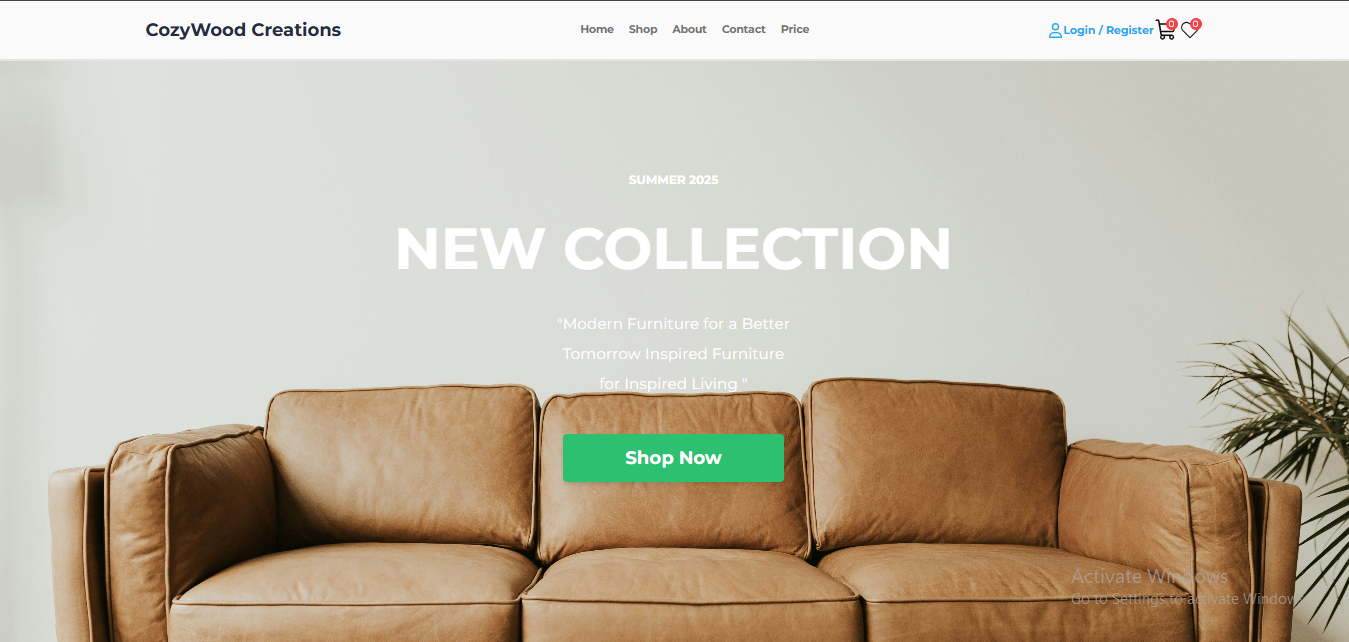 CozyWood Creations
Home Shop About Contact Price
Login / Register 0 0
SUMMER 2025
NEW COLLECTION
"Modern Furniture for a Better
Tomorrow Inspired Furniture
for Inspired Living "
Shop Now
Activate Windows
Go to Settings to activate Windows